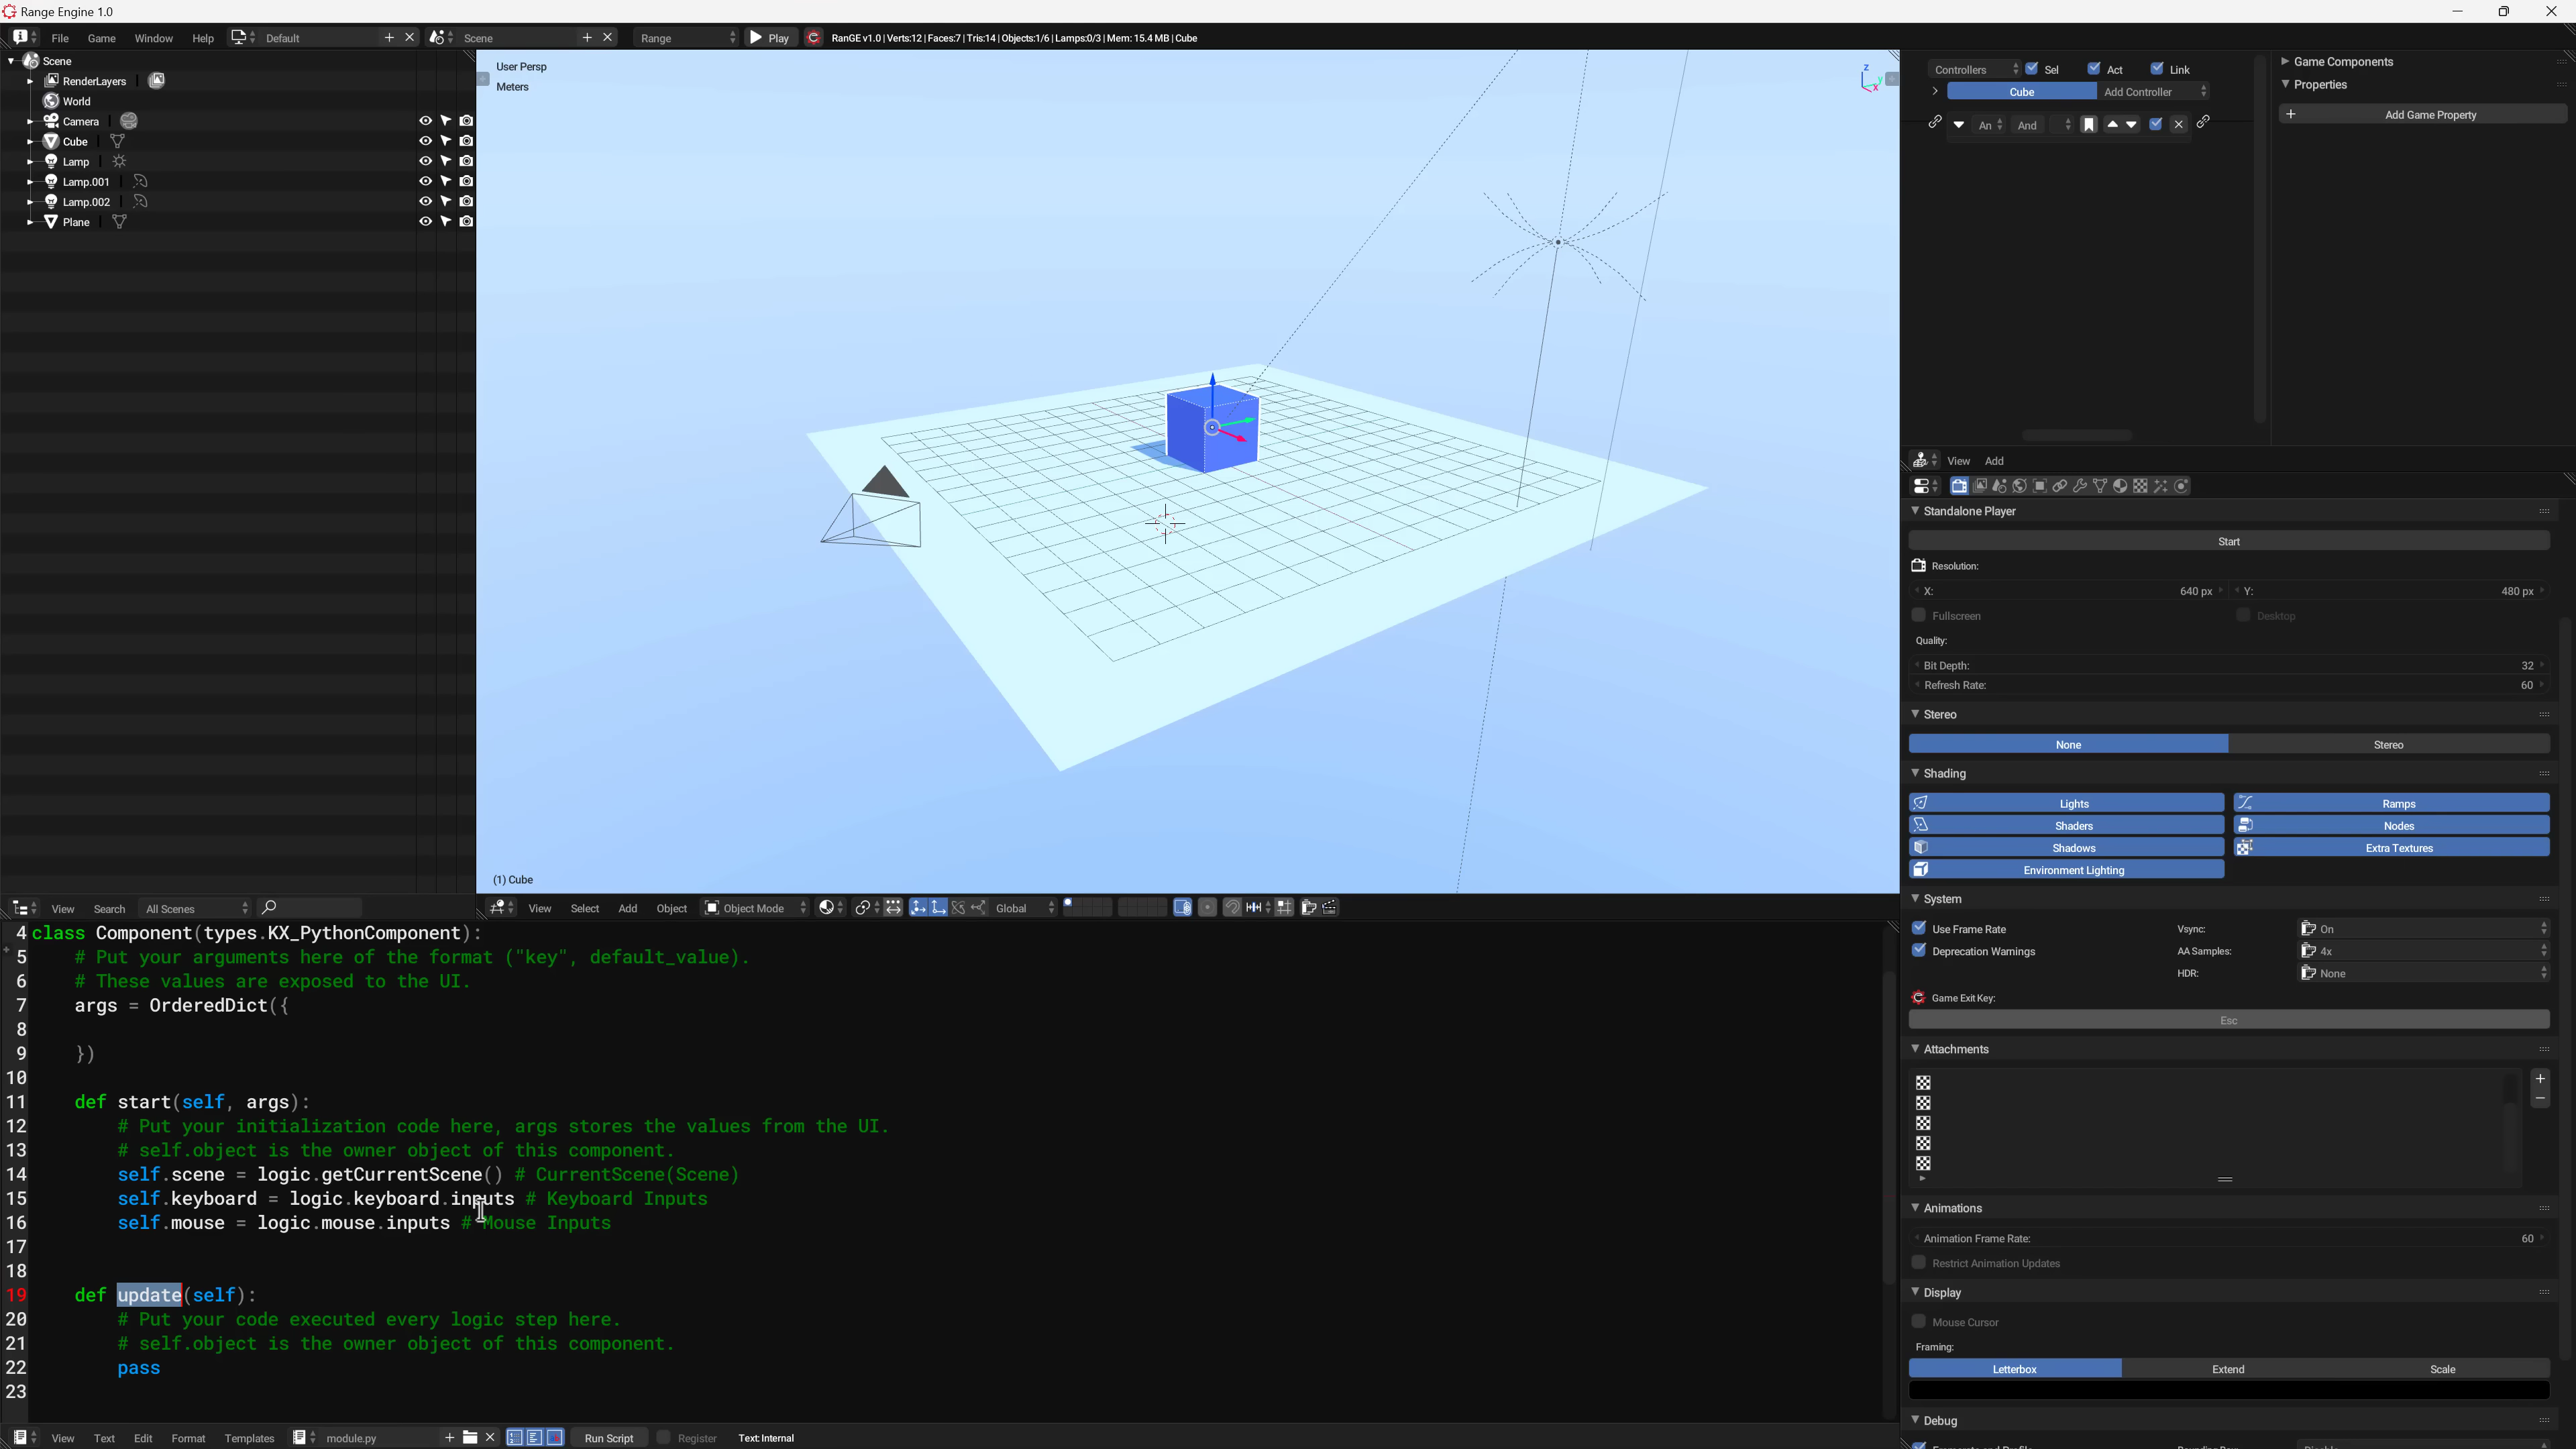 Range Engine 1.0
File Game Window Help Default Scene Range Play RanGE v1.0 | Verts:12 | Faces:7 | Tris:14 | Objects:1/6 | Lamps:0/3 | Mem: 15.4 MB | Cube
Scene
RenderLayers
World
Camera
Cube
Lamp
Lamp.001
Lamp.002
Plane
View Search All Scenes
User Persp
Meters
Z
Y
X
(1) Cube
View Select Add Object Object Mode Global
Controllers Sel Act Link
Cube Add Controller
An And
Game Components
Properties
Add Game Property
View Add
Standalone Player
Start
Resolution:
X: 640 px Y: 480 px
Fullscreen Desktop
Quality:
Bit Depth: 32
Refresh Rate: 60
Stereo
None Stereo
Shading
Lights Ramps
Shaders Nodes
Shadows Extra Textures
Environment Lighting
System
Use Frame Rate Vsync: On
Deprecation Warnings AA Samples: 4x
HDR: None
Game Exit Key:
Esc
Attachments
Animations
Animation Frame Rate: 60
Restrict Animation Updates
Display
Mouse Cursor
Framing:
Letterbox Extend Scale
Debug
4 class Component(types.KX_PythonComponent):
5 # Put your arguments here of the format ("key", default_value).
6 # These values are exposed to the UI.
7 args = OrderedDict({
8
9 })
10
11 def start(self, args):
12 # Put your initialization code here, args stores the values from the UI.
13 # self.object is the owner object of this component.
14 self.scene = logic.getCurrentScene() # CurrentScene(Scene)
15 self.keyboard = logic.keyboard.inputs # Keyboard Inputs
16 self.mouse = logic.mouse.inputs # Mouse Inputs
17
18
19 def update(self):
20 # Put your code executed every logic step here.
21 # self.object is the owner object of this component.
22 pass
23
View Text Edit Format Templates module.py Run Script Register Text: Internal